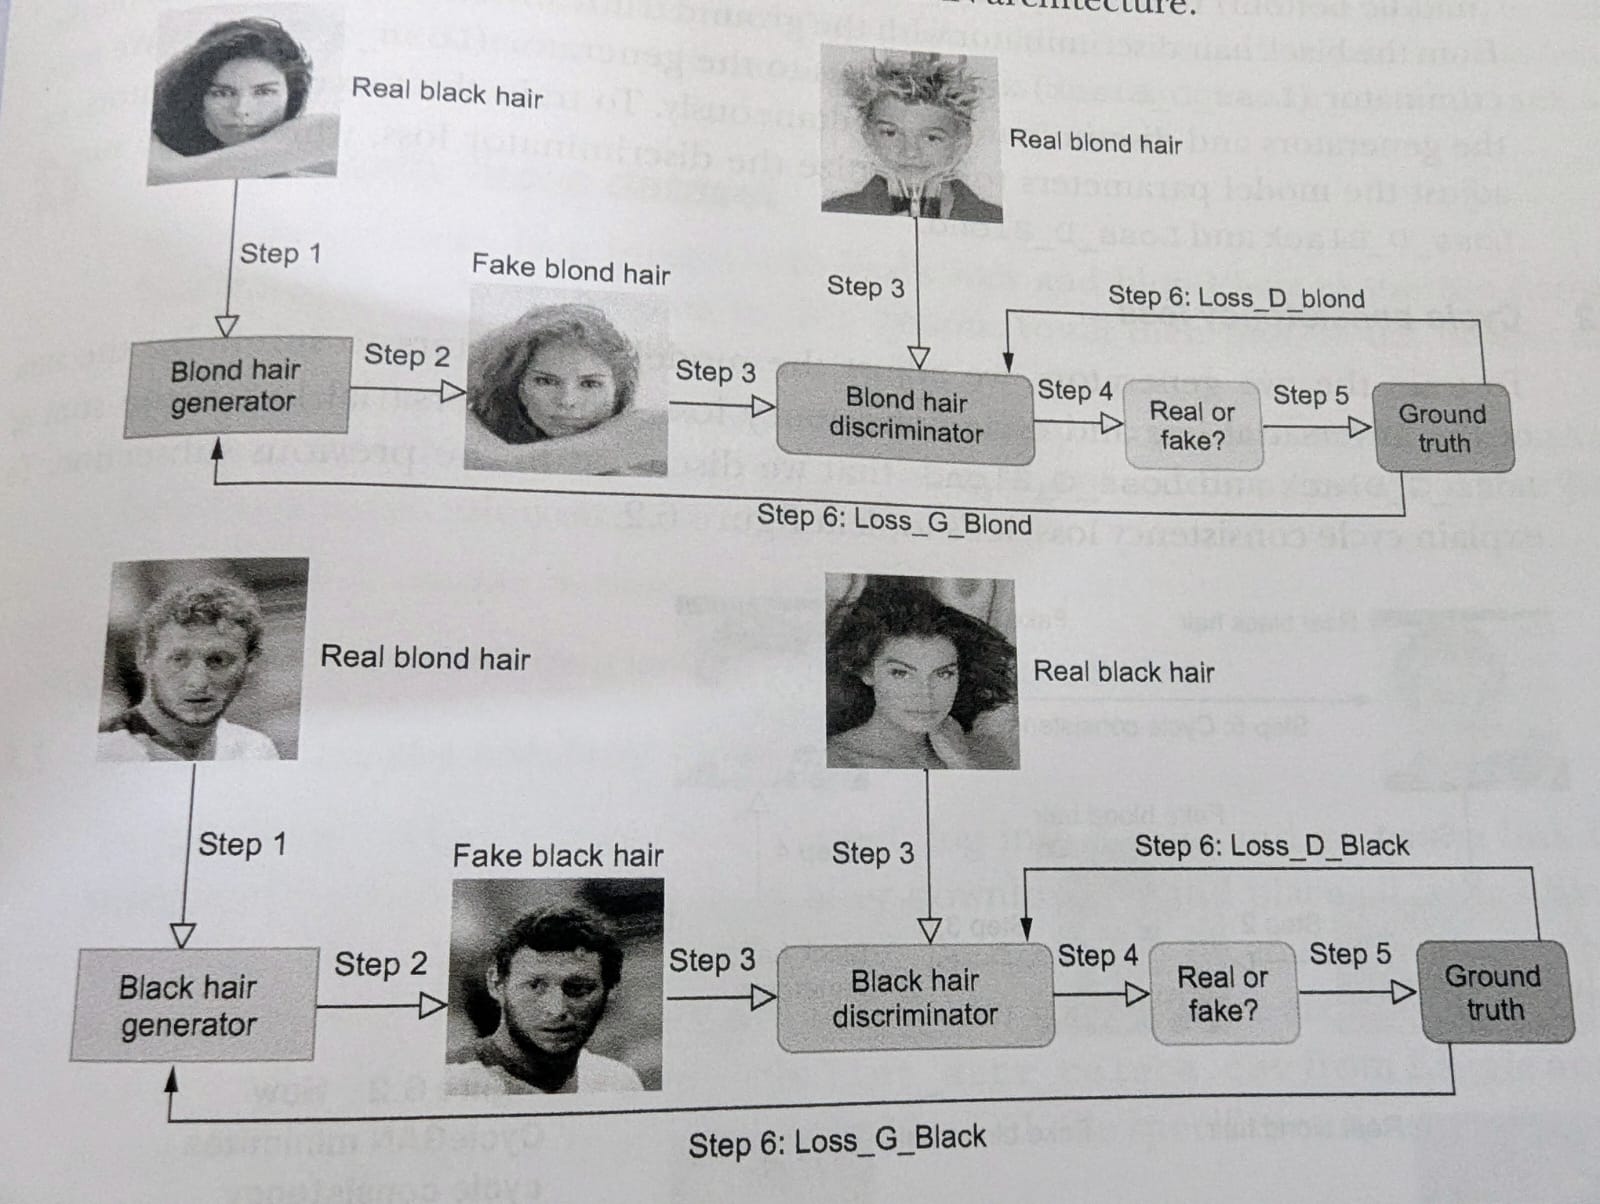 architecture.
Real black hair
Real blond hair
Step 1
Fake blond hair
Step 3
Step 6: Loss_D_blond
Blond hair
generator
Step 2
Step 3
Blond hair
discriminator
Step 4
Real or
fake?
Step 5
Ground
truth
Step 6: Loss_G_Blond
Real blond hair
Real black hair
Step 1
Fake black hair
Step 3
Step 6: Loss_D_Black
Black hair
generator
Step 2
Step 3
Black hair
discriminator
Step 4
Real or
fake?
Step 5
Ground
truth
Step 6: Loss_G_Black